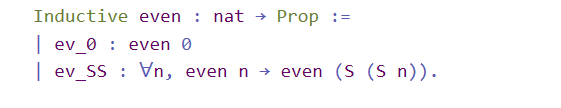 Inductive even : nat → Prop :=
| ev_0 : even 0
| ev_SS : ∀n, even n → even (S (S n)).